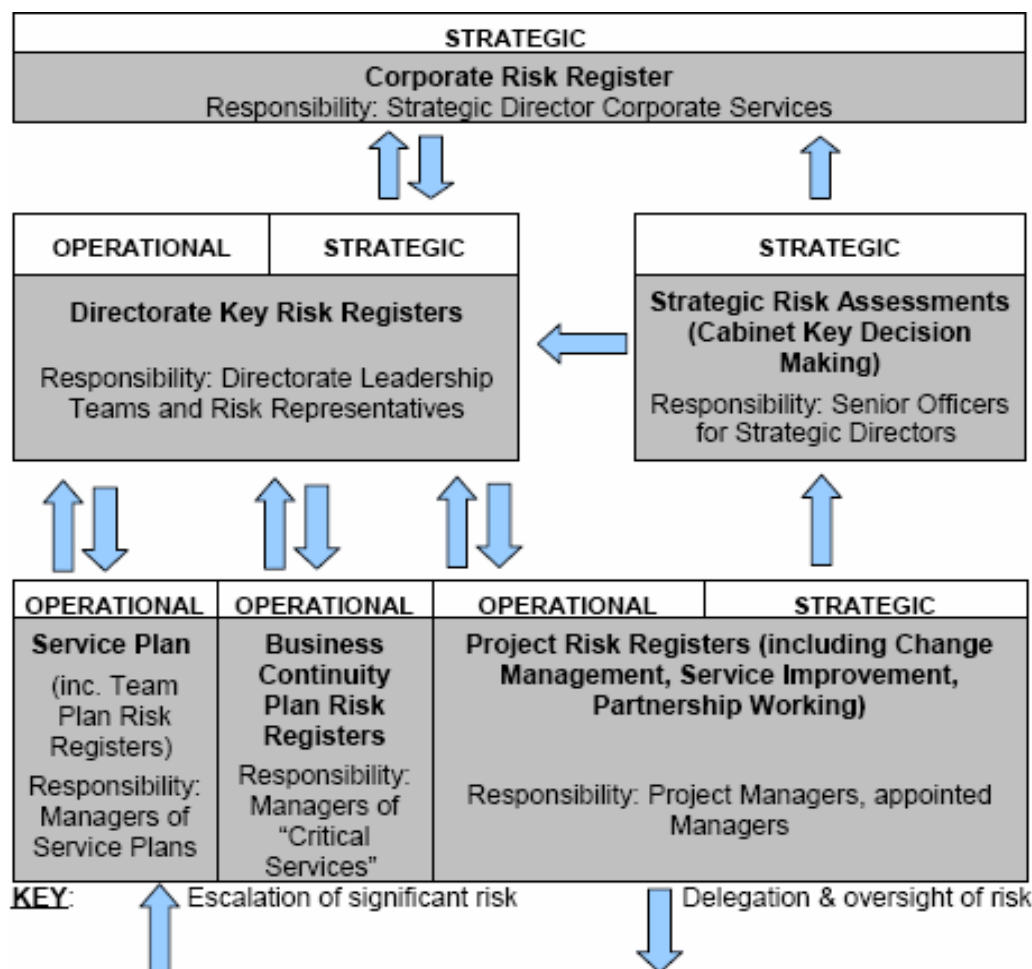 STRATEGIC
Corporate Risk Register
Responsibility: Strategic Director Corporate Services
OPERATIONAL
STRATEGIC
Directorate Key Risk Registers
Responsibility: Directorate Leadership
Teams and Risk Representatives
STRATEGIC
Strategic Risk Assessments
(Cabinet Key Decision
Making)
Responsibility: Senior Officers
for Strategic Directors
OPERATIONAL
Service Plan
(inc. Team
Plan Risk
Registers)
Responsibility:
Managers of
Service Plans
OPERATIONAL
Business
Continuity
Plan Risk
Registers
Responsibility:
Managers of
“Critical
Services”
OPERATIONAL
STRATEGIC
Project Risk Registers (including Change
Management, Service Improvement,
Partnership Working)
Responsibility: Project Managers, appointed
Managers
KEY:
Escalation of significant risk
Delegation & oversight of risk